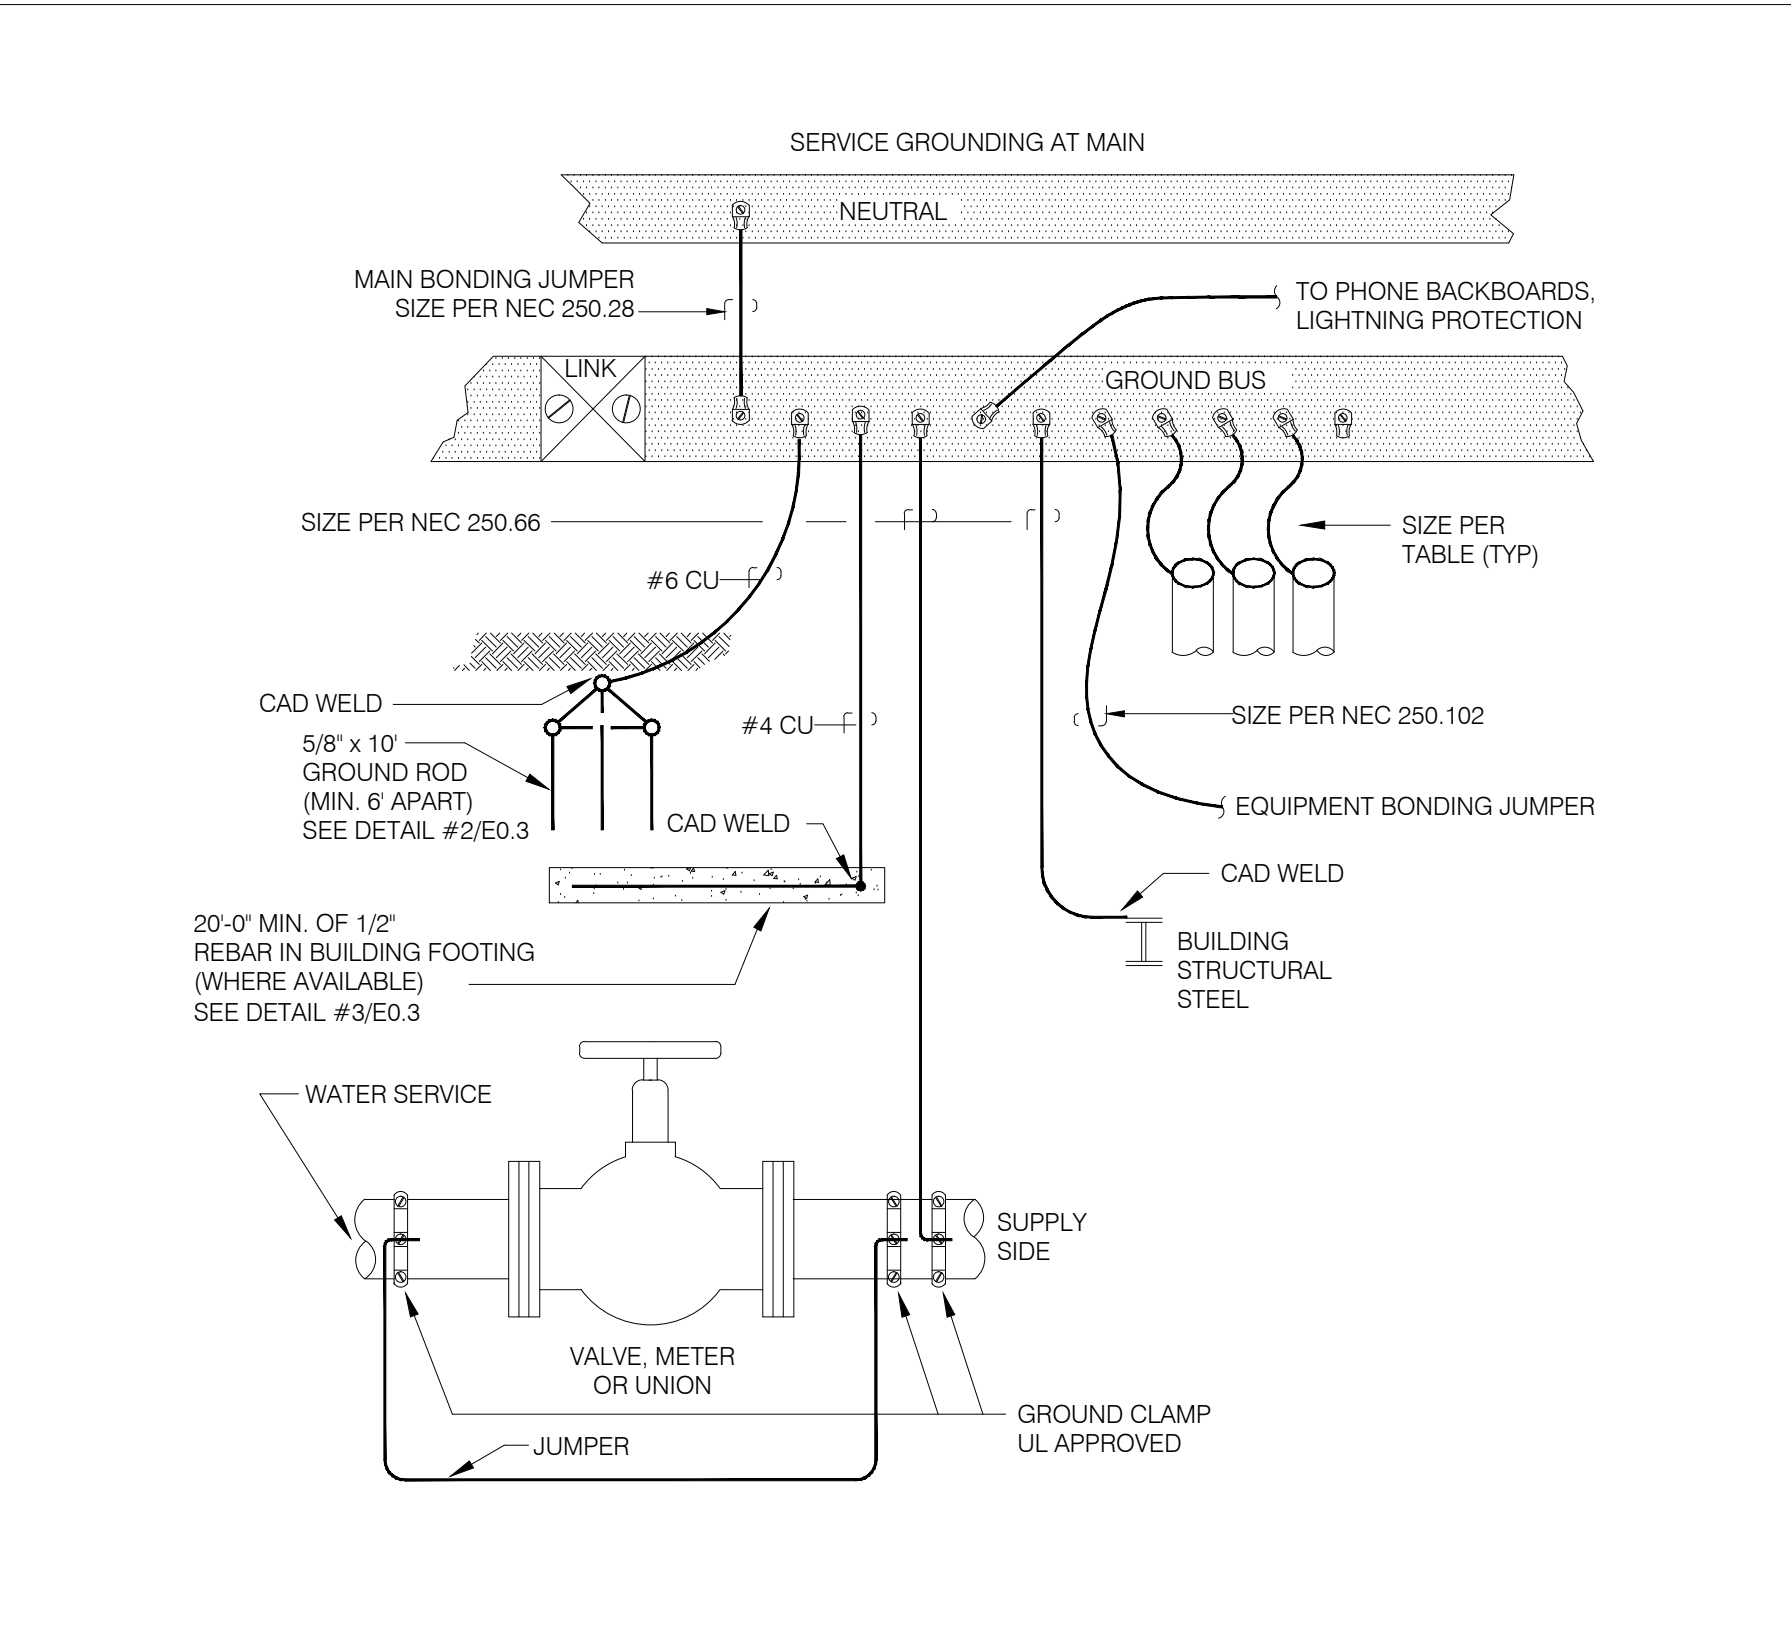 SERVICE GROUNDING AT MAIN
NEUTRAL
MAIN BONDING JUMPER
SIZE PER NEC 250.28
TO PHONE BACKBOARDS,
LIGHTNING PROTECTION
LINK
GROUND BUS
SIZE PER NEC 250.66
SIZE PER
TABLE (TYP)
#6 CU
CAD WELD
#4 CU
SIZE PER NEC 250.102
5/8" x 10'
GROUND ROD
(MIN. 6' APART)
SEE DETAIL #2/E0.3
CAD WELD
EQUIPMENT BONDING JUMPER
CAD WELD
20'-0" MIN. OF 1/2"
REBAR IN BUILDING FOOTING
(WHERE AVAILABLE)
SEE DETAIL #3/E0.3
BUILDING
STRUCTURAL
STEEL
WATER SERVICE
SUPPLY
SIDE
VALVE, METER
OR UNION
GROUND CLAMP
UL APPROVED
JUMPER